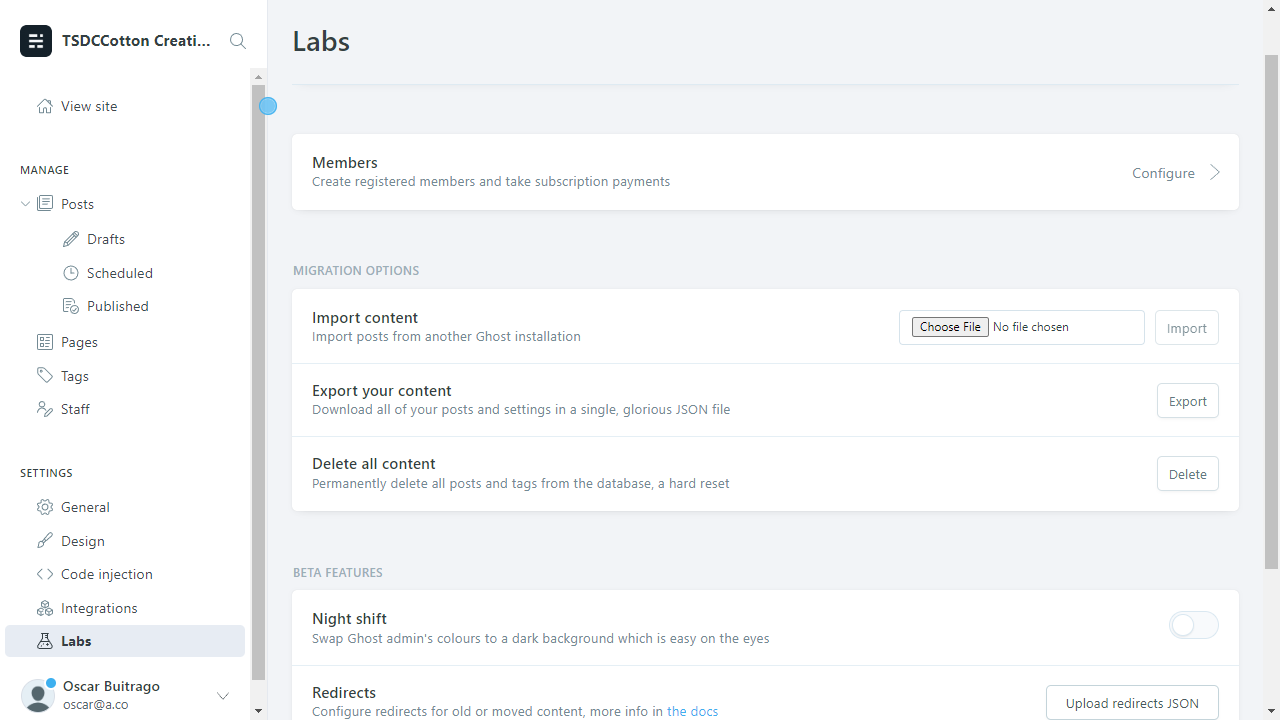 TSDCCotton Creati...
View site
MANAGE
Posts
Drafts
Scheduled
Published
Pages
Tags
Staff
SETTINGS
General
Design
Code injection
Integrations
Labs
Oscar Buitrago
oscar@a.co
Labs
Members
Create registered members and take subscription payments
Configure
MIGRATION OPTIONS
Import content
Import posts from another Ghost installation
Choose File No file chosen
Import
Export your content
Download all of your posts and settings in a single, glorious JSON file
Export
Delete all content
Permanently delete all posts and tags from the database, a hard reset
Delete
BETA FEATURES
Night shift
Swap Ghost admin's colours to a dark background which is easy on the eyes
Redirects
Configure redirects for old or moved content, more info in the docs
Upload redirects JSON